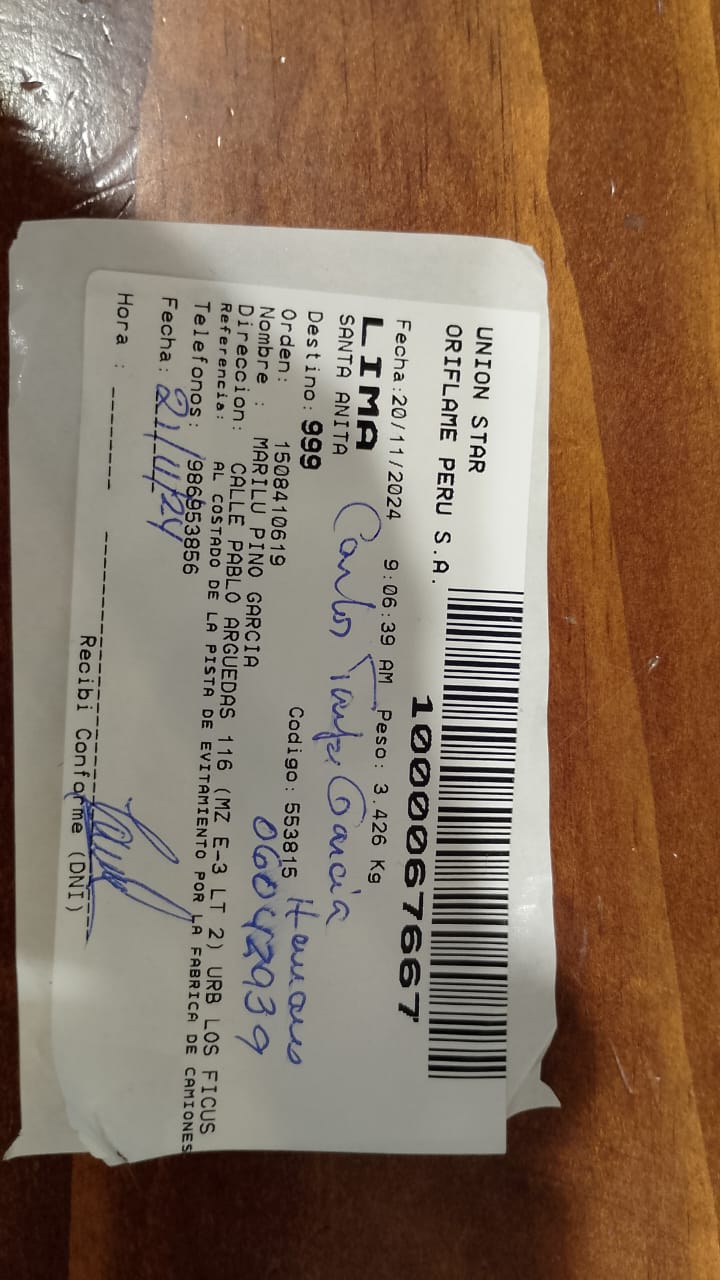 UNION STAR
ORIFLAME PERU S.A.
1000067667
Fecha:20/11/2024 9:06:39 AM Peso: 3.426 Kg
LIMA
SANTA ANITA
Carlos García
Destino: 999
Hermano
Orden: 1508410619 Codigo: 553815
06042939
Nombre : MARILU PINO GARCIA
Direccion: CALLE PABLO ARGUEDAS 116 (MZ E-3 LT 2) URB LOS FICUS
Referencia: AL COSTADO DE LA PISTA DE EVITAMIENTO POR LA FABRICA DE CAMIONES
Telefonos: 986953856
Fecha: 21/11/24
Hora :
Recibi Conforme (DNI)